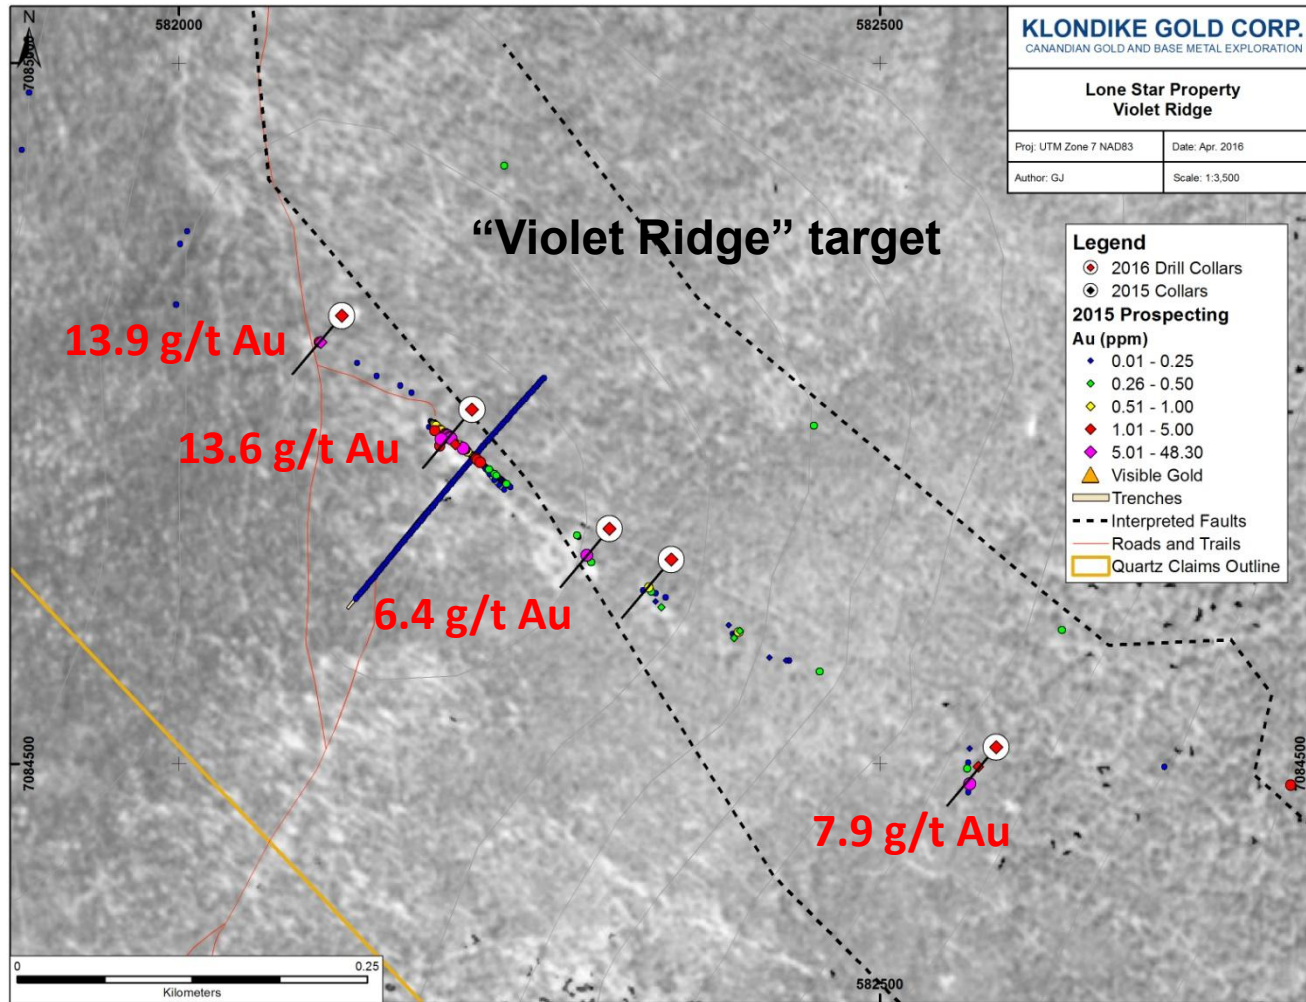 N
582000
582500
7085000
KLONDIKE GOLD CORP.
CANANDIAN GOLD AND BASE METAL EXPLORATION
Lone Star Property
Violet Ridge
Proj: UTM Zone 7 NAD83
Date: Apr. 2016
Author: GJ
Scale: 1:3,500
“Violet Ridge” target
Legend
2016 Drill Collars
2015 Collars
2015 Prospecting
Au (ppm)
0.01 - 0.25
0.26 - 0.50
0.51 - 1.00
1.01 - 5.00
5.01 - 48.30
Visible Gold
Trenches
Interpreted Faults
Roads and Trails
Quartz Claims Outline
13.9 g/t Au
13.6 g/t Au
6.4 g/t Au
7.9 g/t Au
7084500
7084500
0
0.25
Kilometers
582500